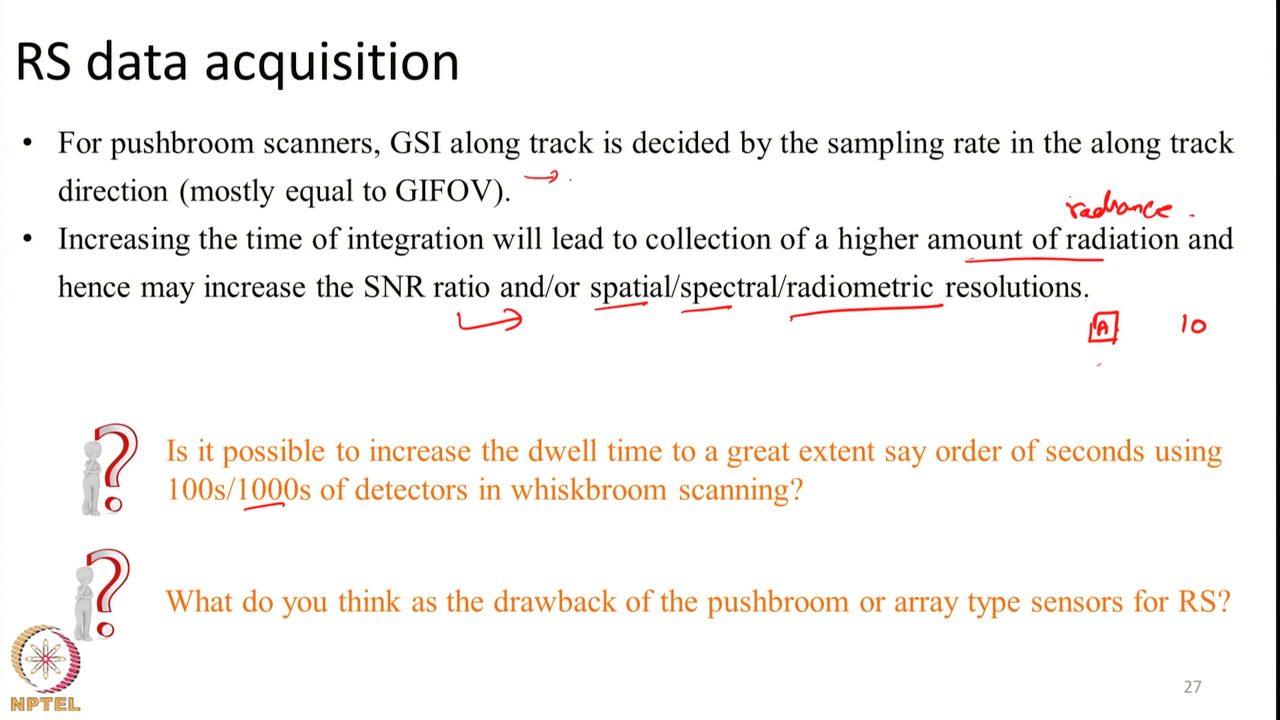 RS data acquisition
• For pushbroom scanners, GSI along track is decided by the sampling rate in the along track
direction (mostly equal to GIFOV).
radiance.
• Increasing the time of integration will lead to collection of a higher amount of radiation and
hence may increase the SNR ratio and/or spatial/spectral/radiometric resolutions.
A 10
Is it possible to increase the dwell time to a great extent say order of seconds using
100s/1000s of detectors in whiskbroom scanning?
What do you think as the drawback of the pushbroom or array type sensors for RS?
NPTEL
27